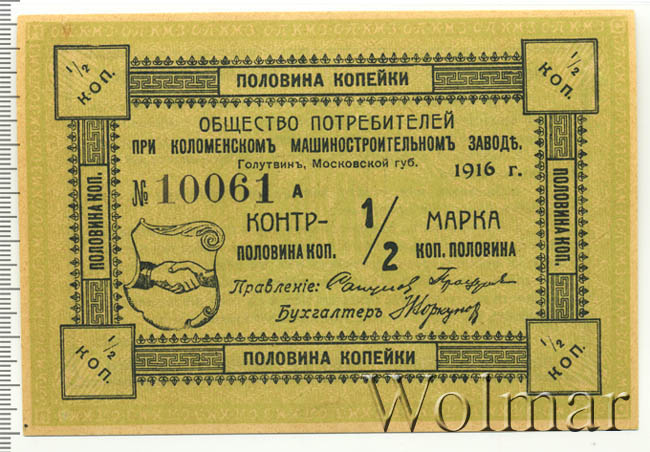 ½ КОП.
ПОЛОВИНА КОПЕЙКИ
½ КОП.
ОБЩЕСТВО ПОТРЕБИТЕЛЕЙ
ПРИ КОЛОМЕНСКОМЪ МАШИНОСТРОИТЕЛЬНОМЪ ЗАВОДѢ.
Голутвинъ, Московской губ.
1916 г.
№ 10061 А
КОНТР- 1/2 МАРКА
ПОЛОВИНА КОП. КОП. ПОЛОВИНА
ПОЛОВИНА КОП.
ПОЛОВИНА КОП.
Правленіе:
Бухгалтеръ
½ КОП.
ПОЛОВИНА КОПЕЙКИ
½ КОП.
Wolmar